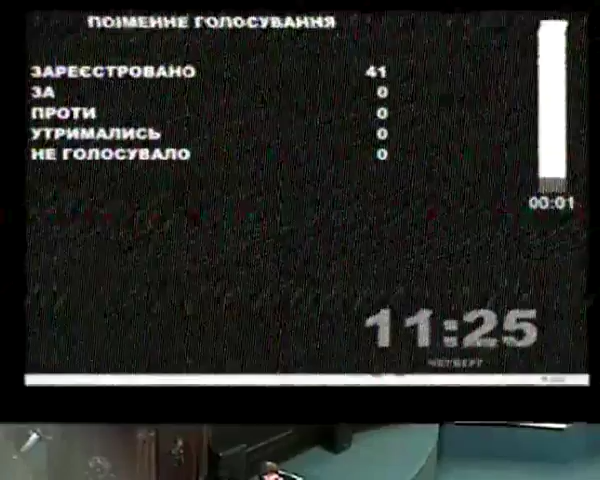 ПОІМЕННЕ ГОЛОСУВАННЯ
ЗАРЕЄСТРОВАНО 41
ЗА 0
ПРОТИ 0
УТРИМАЛИСЬ 0
НЕ ГОЛОСУВАЛО 0
00:01
11:25
ЧЕТВЕРГ